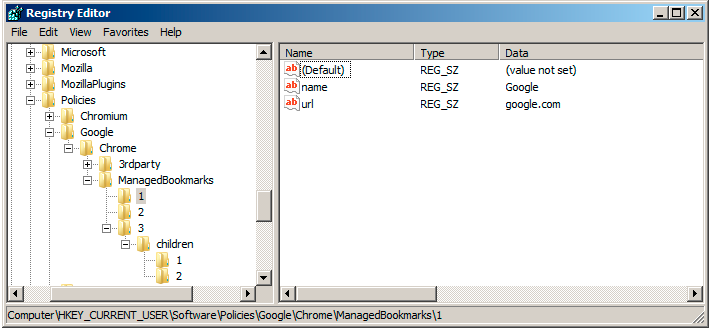 Registry Editor
File Edit View Favorites Help
Microsoft
Mozilla
MozillaPlugins
Policies
Chromium
Google
Chrome
3rdparty
ManagedBookmarks
1
2
3
children
1
2
Name Type Data
ab (Default) REG_SZ (value not set)
ab name REG_SZ Google
ab url REG_SZ google.com
Computer\HKEY_CURRENT_USER\Software\Policies\Google\Chrome\ManagedBookmarks\1